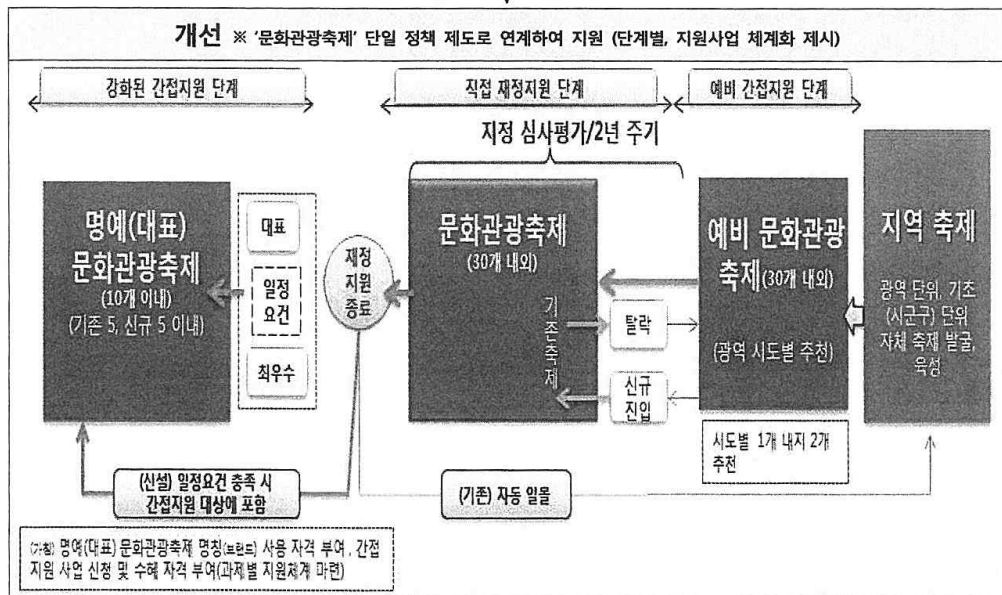 개선 ※ '문화관광축제' 단일 정책 제도로 연계하여 지원 (단계별, 지원사업 체계화 제시)
강화된 간접지원 단계
직접 재정지원 단계
예비 간접지원 단계
지정 심사평가/2년 주기
명예(대표)
문화관광축제
(10개 이내)
(기존 5, 신규 5 이내)
대표
일정
요건
최우수
재정
지원
종료
문화관광축제
(30개 내외)
기존축제
탈락
신규
진입
예비 문화관광
축제(30개 내외)
(광역 시도별 추천)
시도별 1개 내지 2개
추천
지역 축제
광역 단위, 기초
(시군구) 단위
자체 축제 발굴,
육성
(신설) 일정요건 충족 시
간접지원 대상에 포함
(기존) 자동 일몰
(가칭) 명예(대표) 문화관광축제 명칭(브랜드) 사용 자격 부여, 간접
지원 사업 신청 및 수혜 자격 부여(과제별 지원체계 마련)